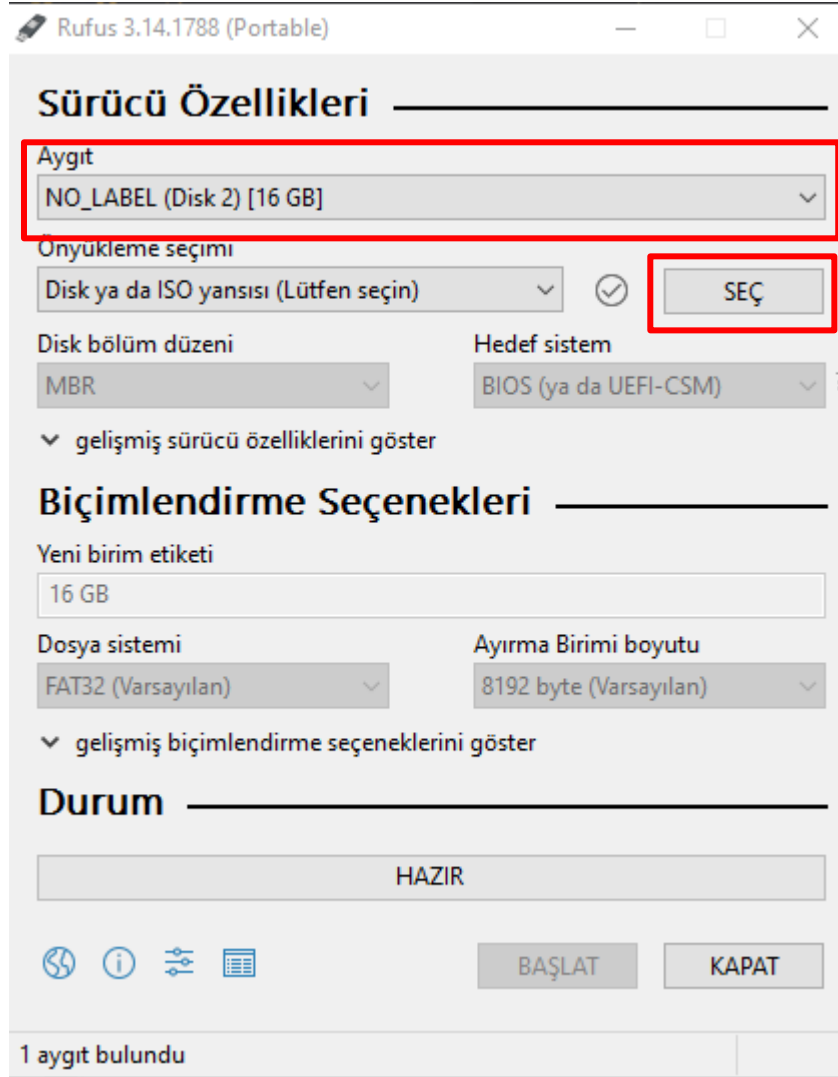 Rufus 3.14.1788 (Portable)
Sürücü Özellikleri
Aygıt
NO_LABEL (Disk 2) [16 GB]
Önyükleme seçimi
Disk ya da ISO yansısı (Lütfen seçin)
SEÇ
Disk bölüm düzeni
Hedef sistem
MBR
BIOS (ya da UEFI-CSM)
gelişmiş sürücü özelliklerini göster
Biçimlendirme Seçenekleri
Yeni birim etiketi
16 GB
Dosya sistemi
Ayırma Birimi boyutu
FAT32 (Varsayılan)
8192 byte (Varsayılan)
gelişmiş biçimlendirme seçeneklerini göster
Durum
HAZIR
BAŞLAT
KAPAT
1 aygıt bulundu